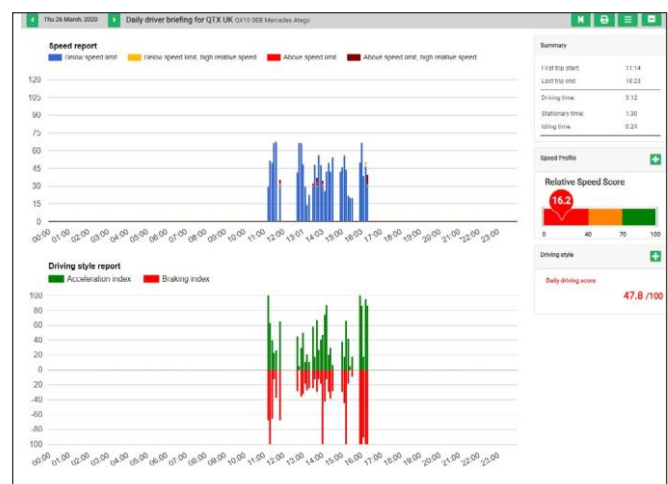 Thu 26 March, 2020 Daily driver briefing for QTX UK QX10 SEB Mercedes Atego
Speed report
Below speed limit Below speed limit, high relative speed Above speed limit Above speed limit, high relative speed
120
105
90
75
60
45
30
15
0
00:00 01:00 02:00 03:00 04:00 05:00 06:00 07:00 08:00 09:00 10:00 11:00 12:00 13:01 14:03 15:00 16:03 17:00 18:00 19:00 20:00 21:00 22:00 23:00
Driving style report
Acceleration index Braking index
100
80
60
40
20
0
-20
-40
-60
-80
-100
00:00 01:00 02:00 03:00 04:00 05:00 06:00 07:00 08:00 09:00 10:00 11:00 12:00 13:01 14:03 15:00 16:03 17:00 18:00 19:00 20:00 21:00 22:00 23:00
Summary
First trip start: 11:14
Last trip end: 16:23
Driving time: 3:12
Stationary time: 1:30
Idling time: 0:24
Speed Profile
Relative Speed Score
16.2
0 40 70 100
Driving style
Daily driving score
47.8 /100